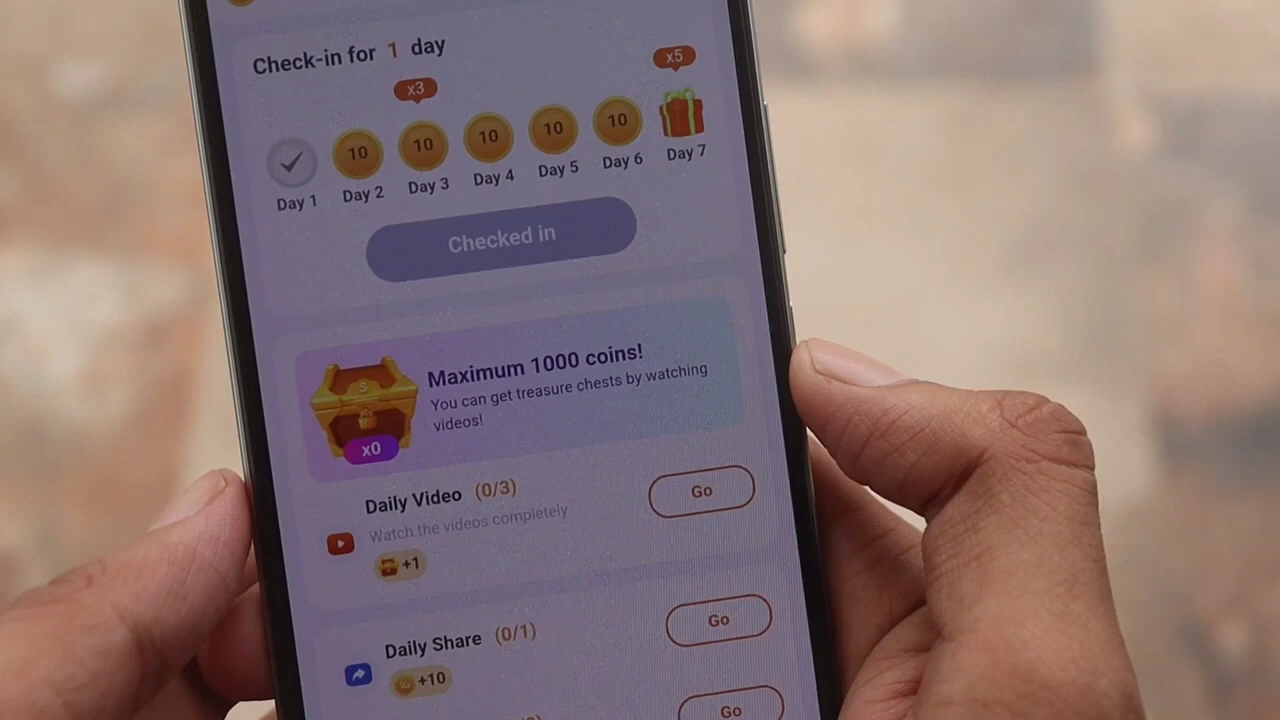 Check-in for 1 day
x3
x5
10
10
10
10
10
Day 1
Day 2
Day 3
Day 4
Day 5
Day 6
Day 7
Checked in
Maximum 1000 coins!
You can get treasure chests by watching
videos!
x0
Daily Video (0/3)
Watch the videos completely
+1
Go
Daily Share (0/1)
+10
Go
Go